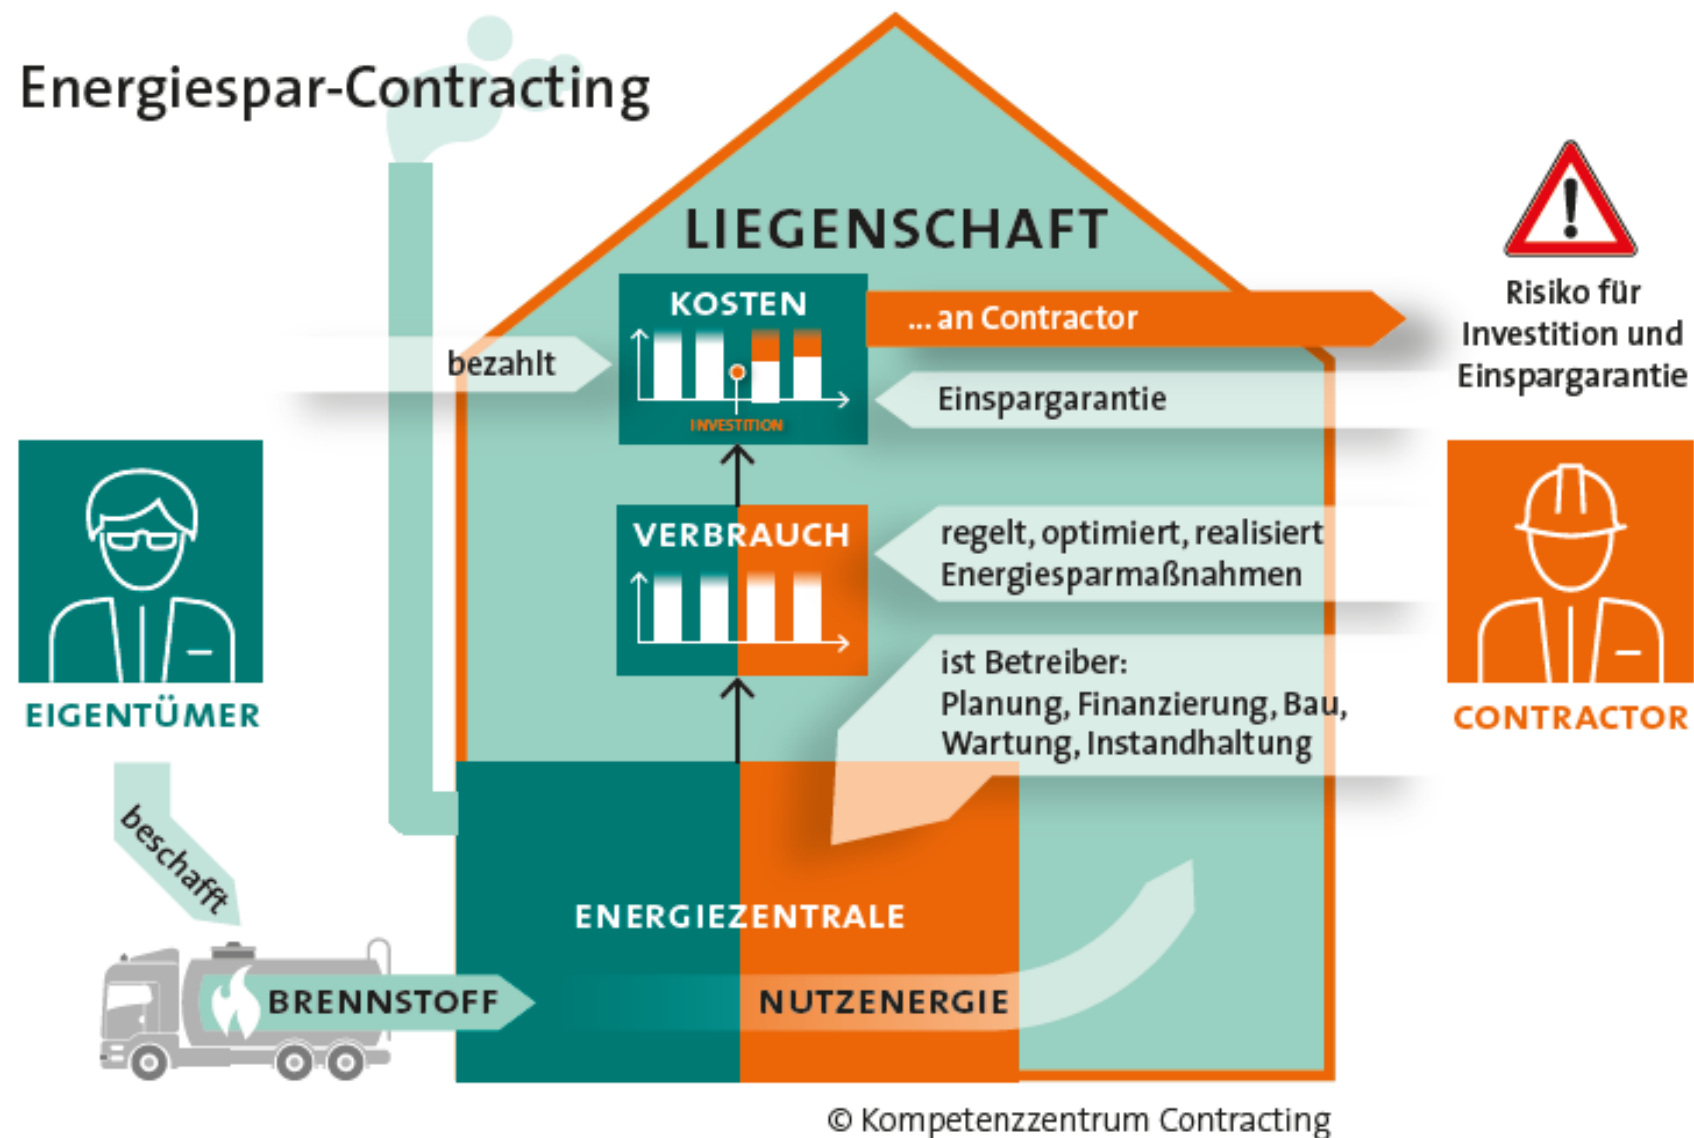 Energiespar-Contracting
LIEGENSCHAFT
KOSTEN
INVESTITION
bezahlt
... an Contractor
Einspargarantie
Risiko für
Investition und
Einspargarantie
VERBRAUCH
regelt, optimiert, realisiert
Energiesparmaßnahmen
ist Betreiber:
Planung, Finanzierung, Bau,
Wartung, Instandhaltung
EIGENTÜMER
CONTRACTOR
beschafft
ENERGIEZENTRALE
BRENNSTOFF
NUTZENERGIE
© Kompetenzzentrum Contracting